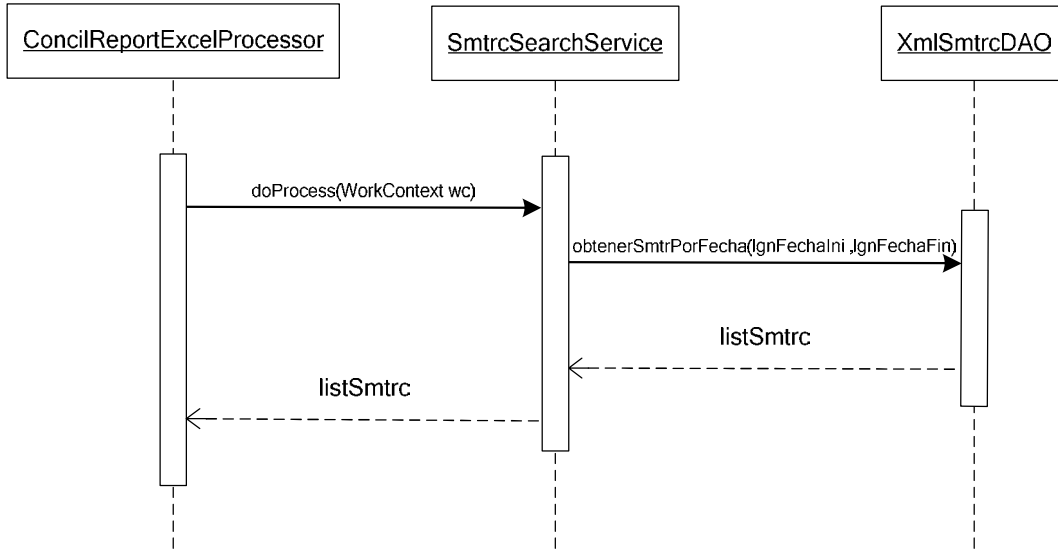 ConcilReportExcelProcessor
SmtrcSearchService
XmlSmtrcDAO
doProcess(WorkContext wc)
obtenerSmtrPorFecha(lgnFechaIni ,lgnFechaFin)
listSmtrc
listSmtrc